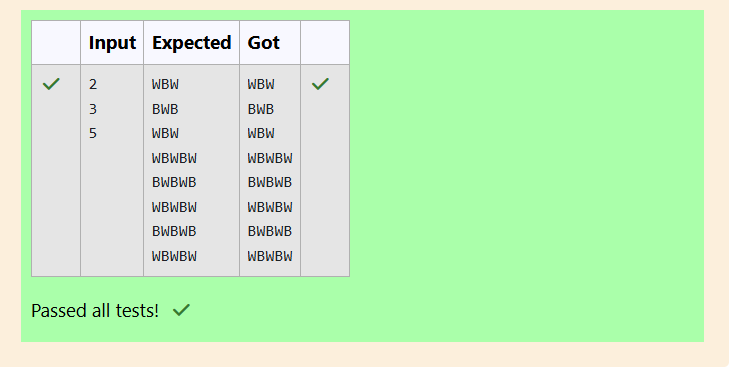 Input Expected Got
2 WBW WBW
3 BWB BWB
5 WBW WBW
WBWBW WBWBW
BWBWB BWBWB
WBWBW WBWBW
BWBWB BWBWB
WBWBW WBWBW
Passed all tests!